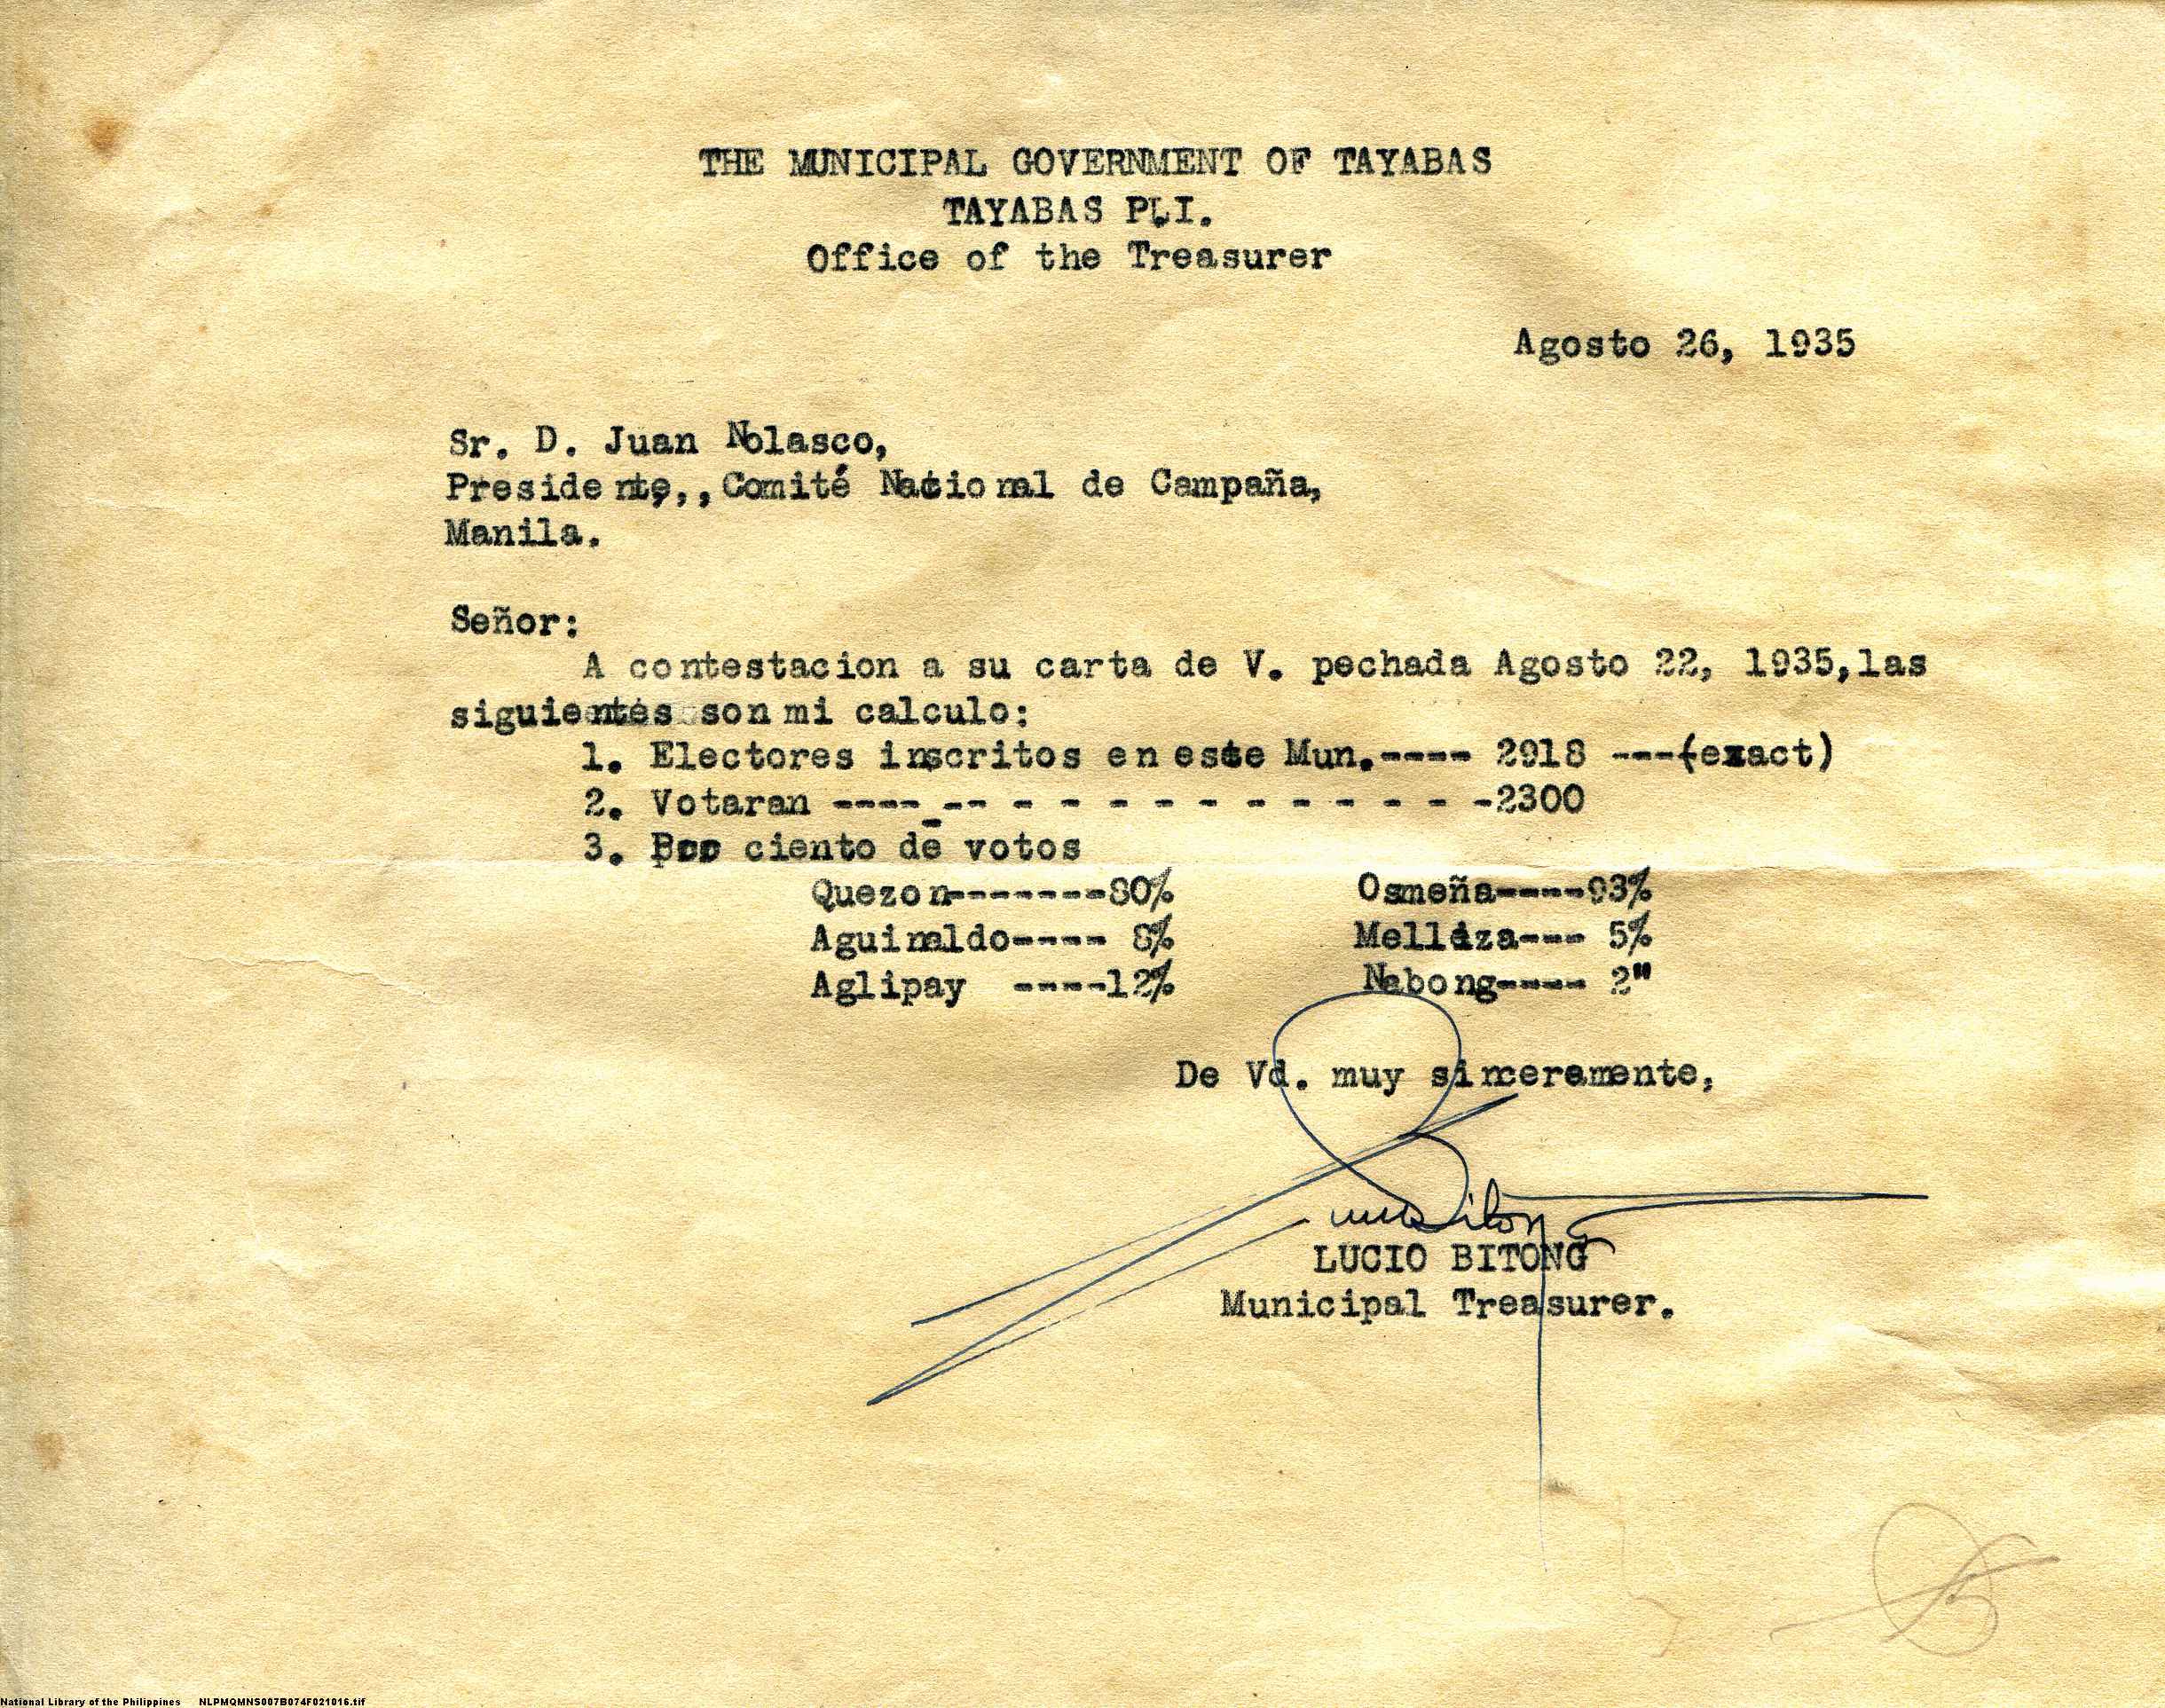 THE MUNICIPAL GOVERNMENT OF TAYABAS
TAYABAS P.I.
Office of the Treasurer
Agosto 26, 1935
Sr. D. Juan Nolasco,
Presidente,, Comité Nacional de Campaña,
Manila.
Señor:
A contestacion a su carta de V. pechada Agosto 22, 1935,las
siguientes son mi calculo:
1. Electores inscritos en este Mun.---- 2918 ---(exact)
2. Votaran ---- -- - - - - - - - - - - -2300
3. Por ciento de votos
Quezon-------80% Osmeña----93%
Aguinaldo---- 8% Melliza--- 5%
Aglipay ----12% Nabong---- 2"
De Vd. muy sinceramente,
LUCIO BITONG
Municipal Treasurer.
National Library of the Philippines NLPMQMNS007B074F021016.tif